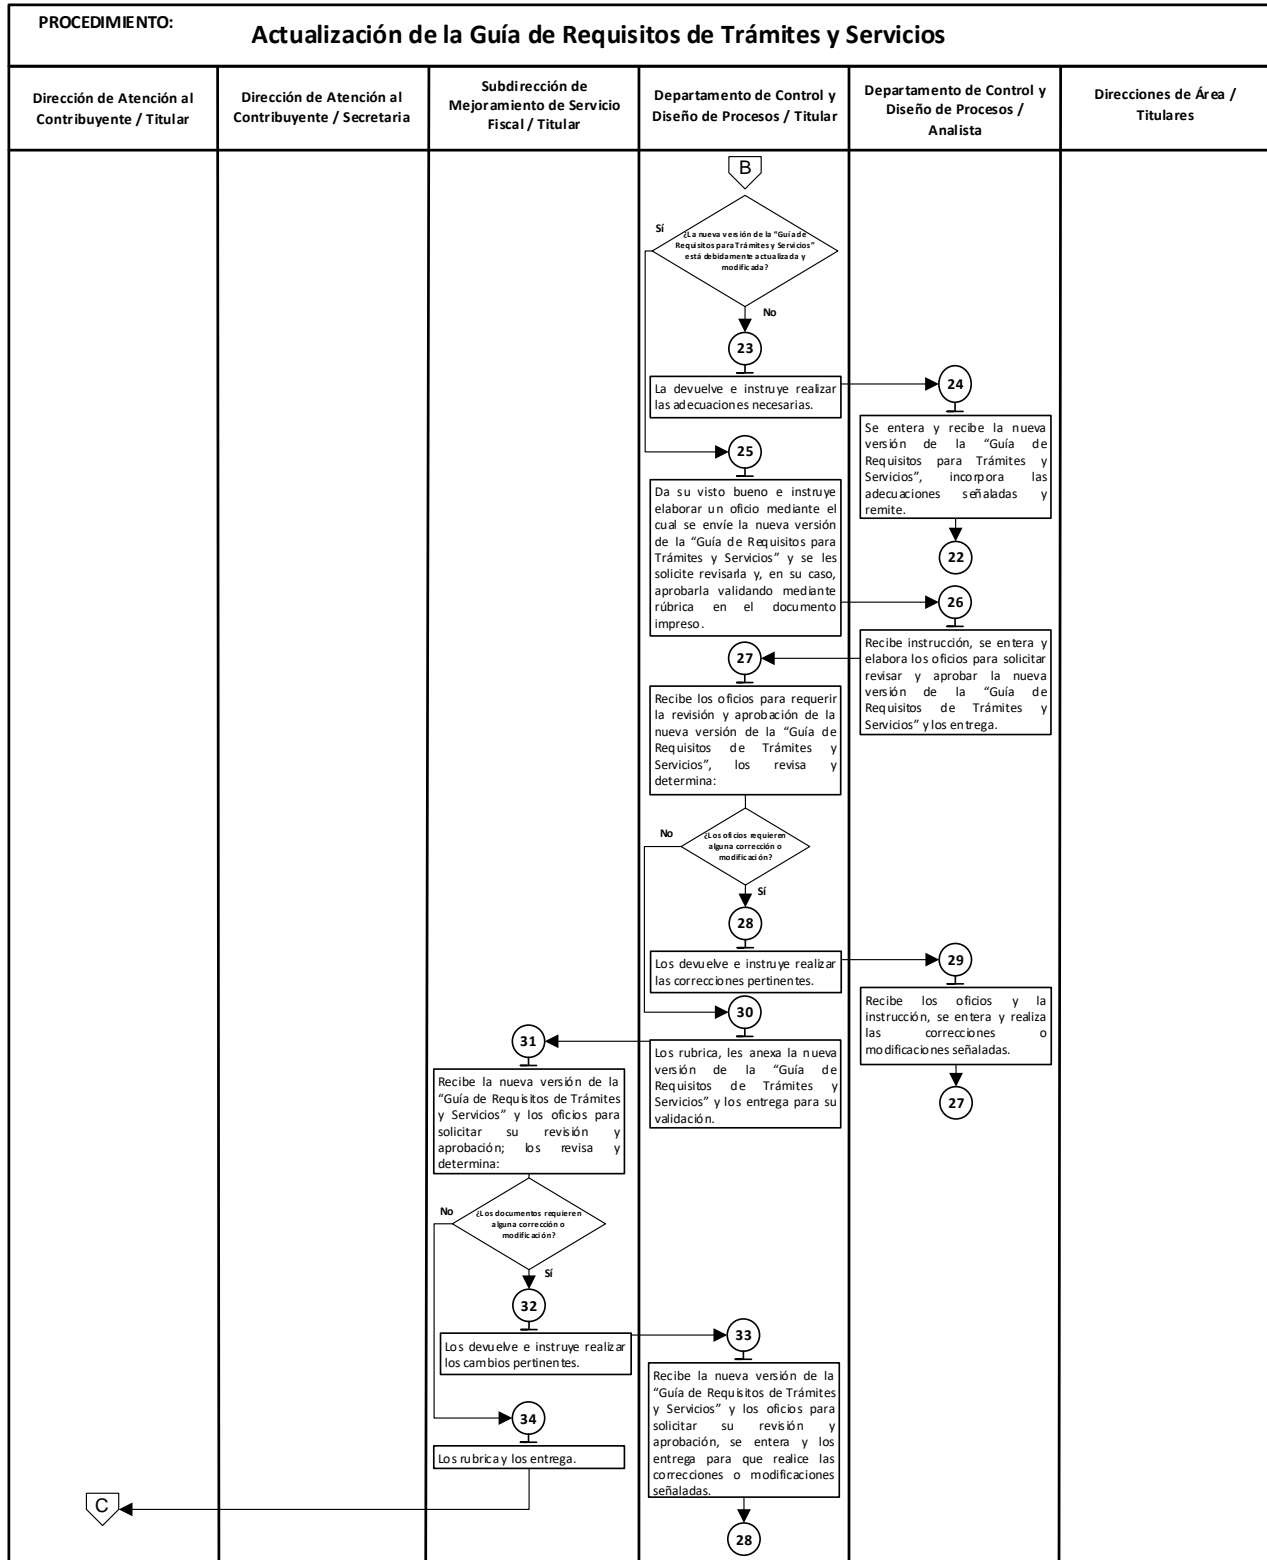 PROCEDIMIENTO:
Actualización de la Guía de Requisitos de Trámites y Servicios
Dirección de Atención al
Contribuyente / Titular
Dirección de Atención al
Contribuyente / Secretaria
Subdirección de
Mejoramiento de Servicio
Fiscal / Titular
Departamento de Control y
Diseño de Procesos / Titular
Departamento de Control y
Diseño de Procesos /
Analista
Direcciones de Área /
Titulares
B
Sí
¿La nueva versión de la "Guía de
Requisitos para Trámites y Servicios"
está debidamente actualizada y
modificada?
No
23
La devuelve e instruye realizar
las adecuaciones necesarias.
24
Se entera y recibe la nueva
versión de la “Guía de
Requisitos para Trámites y
Servicios”, incorpora las
adecuaciones señaladas y
remite.
22
25
Da su visto bueno e instruye
elaborar un oficio mediante el
cual se envíe la nueva versión
de la “Guía de Requisitos para
Trámites y Servicios” y se les
solicite revisarla y, en su caso,
aprobarla validando mediante
rúbrica en el documento
impreso.
26
Recibe instrucción, se entera y
elabora los oficios para solicitar
revisar y aprobar la nueva
versión de la “Guía de
Requisitos de Trámites y
Servicios” y los entrega.
27
Recibe los oficios para requerir
la revisión y aprobación de la
nueva versión de la “Guía de
Requisitos de Trámites y
Servicios”, los revisa y
determina:
No
¿Los oficios requieren
alguna corrección o
modificación?
Sí
28
Los devuelve e instruye realizar
las correcciones pertinentes.
29
Recibe los oficios y la
instrucción, se entera y realiza
las correcciones o
modificaciones señaladas.
27
30
Los rubrica, les anexa la nueva
versión de la “Guía de
Requisitos de Trámites y
Servicios” y los entrega para su
validación.
31
Recibe la nueva versión de la
“Guía de Requisitos de Trámites
y Servicios” y los oficios para
solicitar su revisión y
aprobación; los revisa y
determina:
No
¿Los documentos requieren
alguna corrección o
modificación?
Sí
32
Los devuelve e instruye realizar
los cambios pertinentes.
33
Recibe la nueva versión de la
“Guía de Requisitos de Trámites
y Servicios” y los oficios para
solicitar su revisión y
aprobación, se entera y los
entrega para que realice las
correcciones o modificaciones
señaladas.
28
34
Los rubrica y los entrega.
C